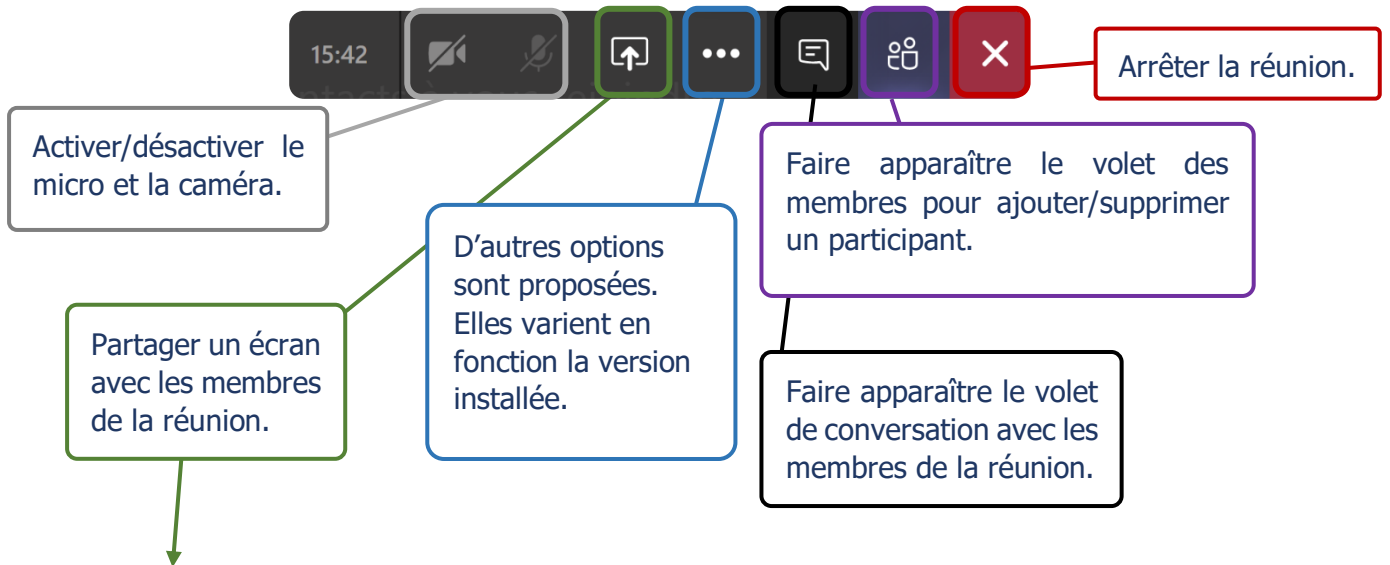 15:42
Arrêter la réunion.
Activer/désactiver le
micro et la caméra.
Faire apparaître le volet des
membres pour ajouter/supprimer
un participant.
D’autres options
sont proposées.
Elles varient en
fonction la version
installée.
Partager un écran
avec les membres
de la réunion.
Faire apparaître le volet
de conversation avec les
membres de la réunion.